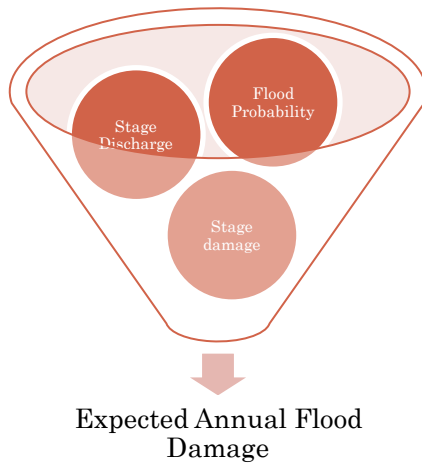 Flood
Probability
Stage
Discharge
Stage
damage
Expected Annual Flood
Damage